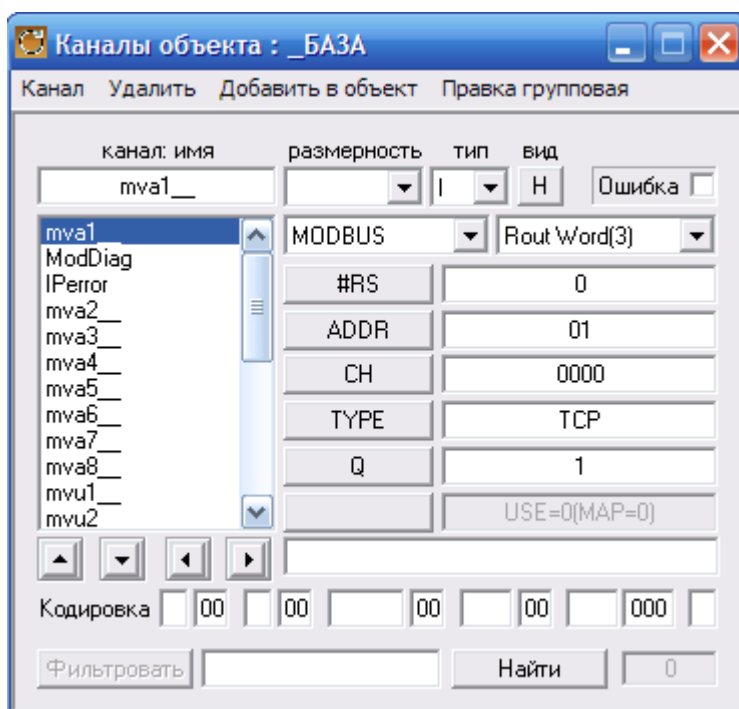 Каналы объекта : _БАЗА
Канал Удалить Добавить в объект Правка групповая
канал: имя размерность тип вид
mva1__ I H Ошибка
mva1__ MODBUS Rout Word(3)
ModDiag
IPerror #RS 0
mva2__
mva3__ ADDR 01
mva4__
mva5__ CH 0000
mva6__ TYPE TCP
mva7__
mva8__ Q 1
mvu1__
mvu2 USE=0(MAP=0)
Кодировка 00 00 00 00 000
Фильтровать Найти 0